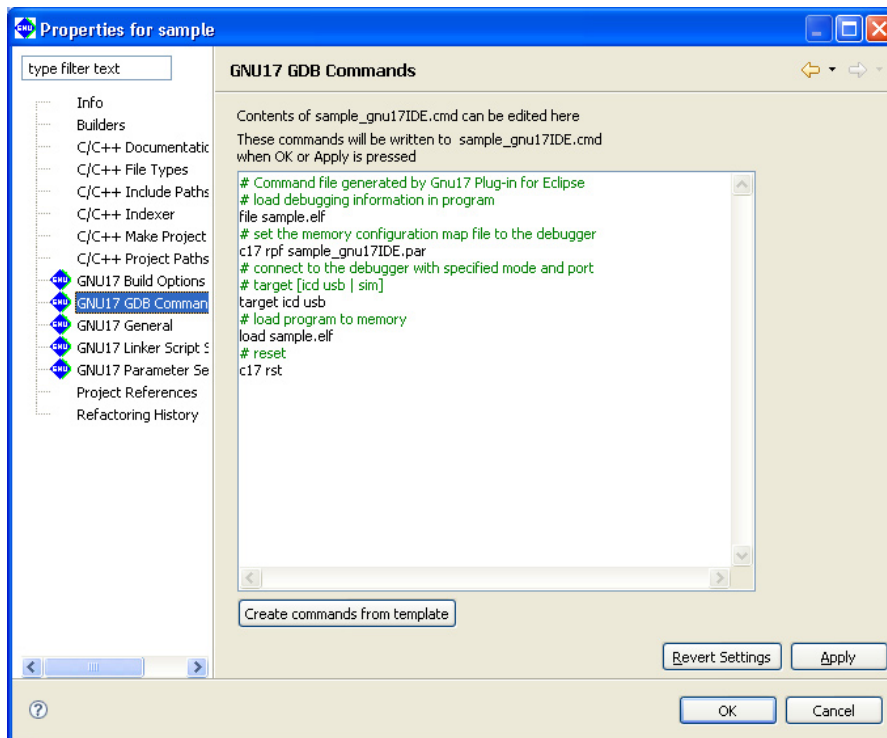 Properties for sample
type filter text
Info
Builders
C/C++ Documentatic
C/C++ File Types
C/C++ Include Paths
C/C++ Indexer
C/C++ Make Project
C/C++ Project Paths
GNU17 Build Options
GNU17 GDB Comman
GNU17 General
GNU17 Linker Script S
GNU17 Parameter Se
Project References
Refactoring History
GNU17 GDB Commands
Contents of sample_gnu17IDE.cmd can be edited here
These commands will be written to sample_gnu17IDE.cmd
when OK or Apply is pressed
# Command file generated by Gnu17 Plug-in for Eclipse
# load debugging information in program
file sample.elf
# set the memory configuration map file to the debugger
c17 rpf sample_gnu17IDE.par
# connect to the debugger with specified mode and port
# target [icd usb | sim]
target icd usb
# load program to memory
load sample.elf
# reset
c17 rst
Create commands from template
Revert Settings
Apply
OK
Cancel